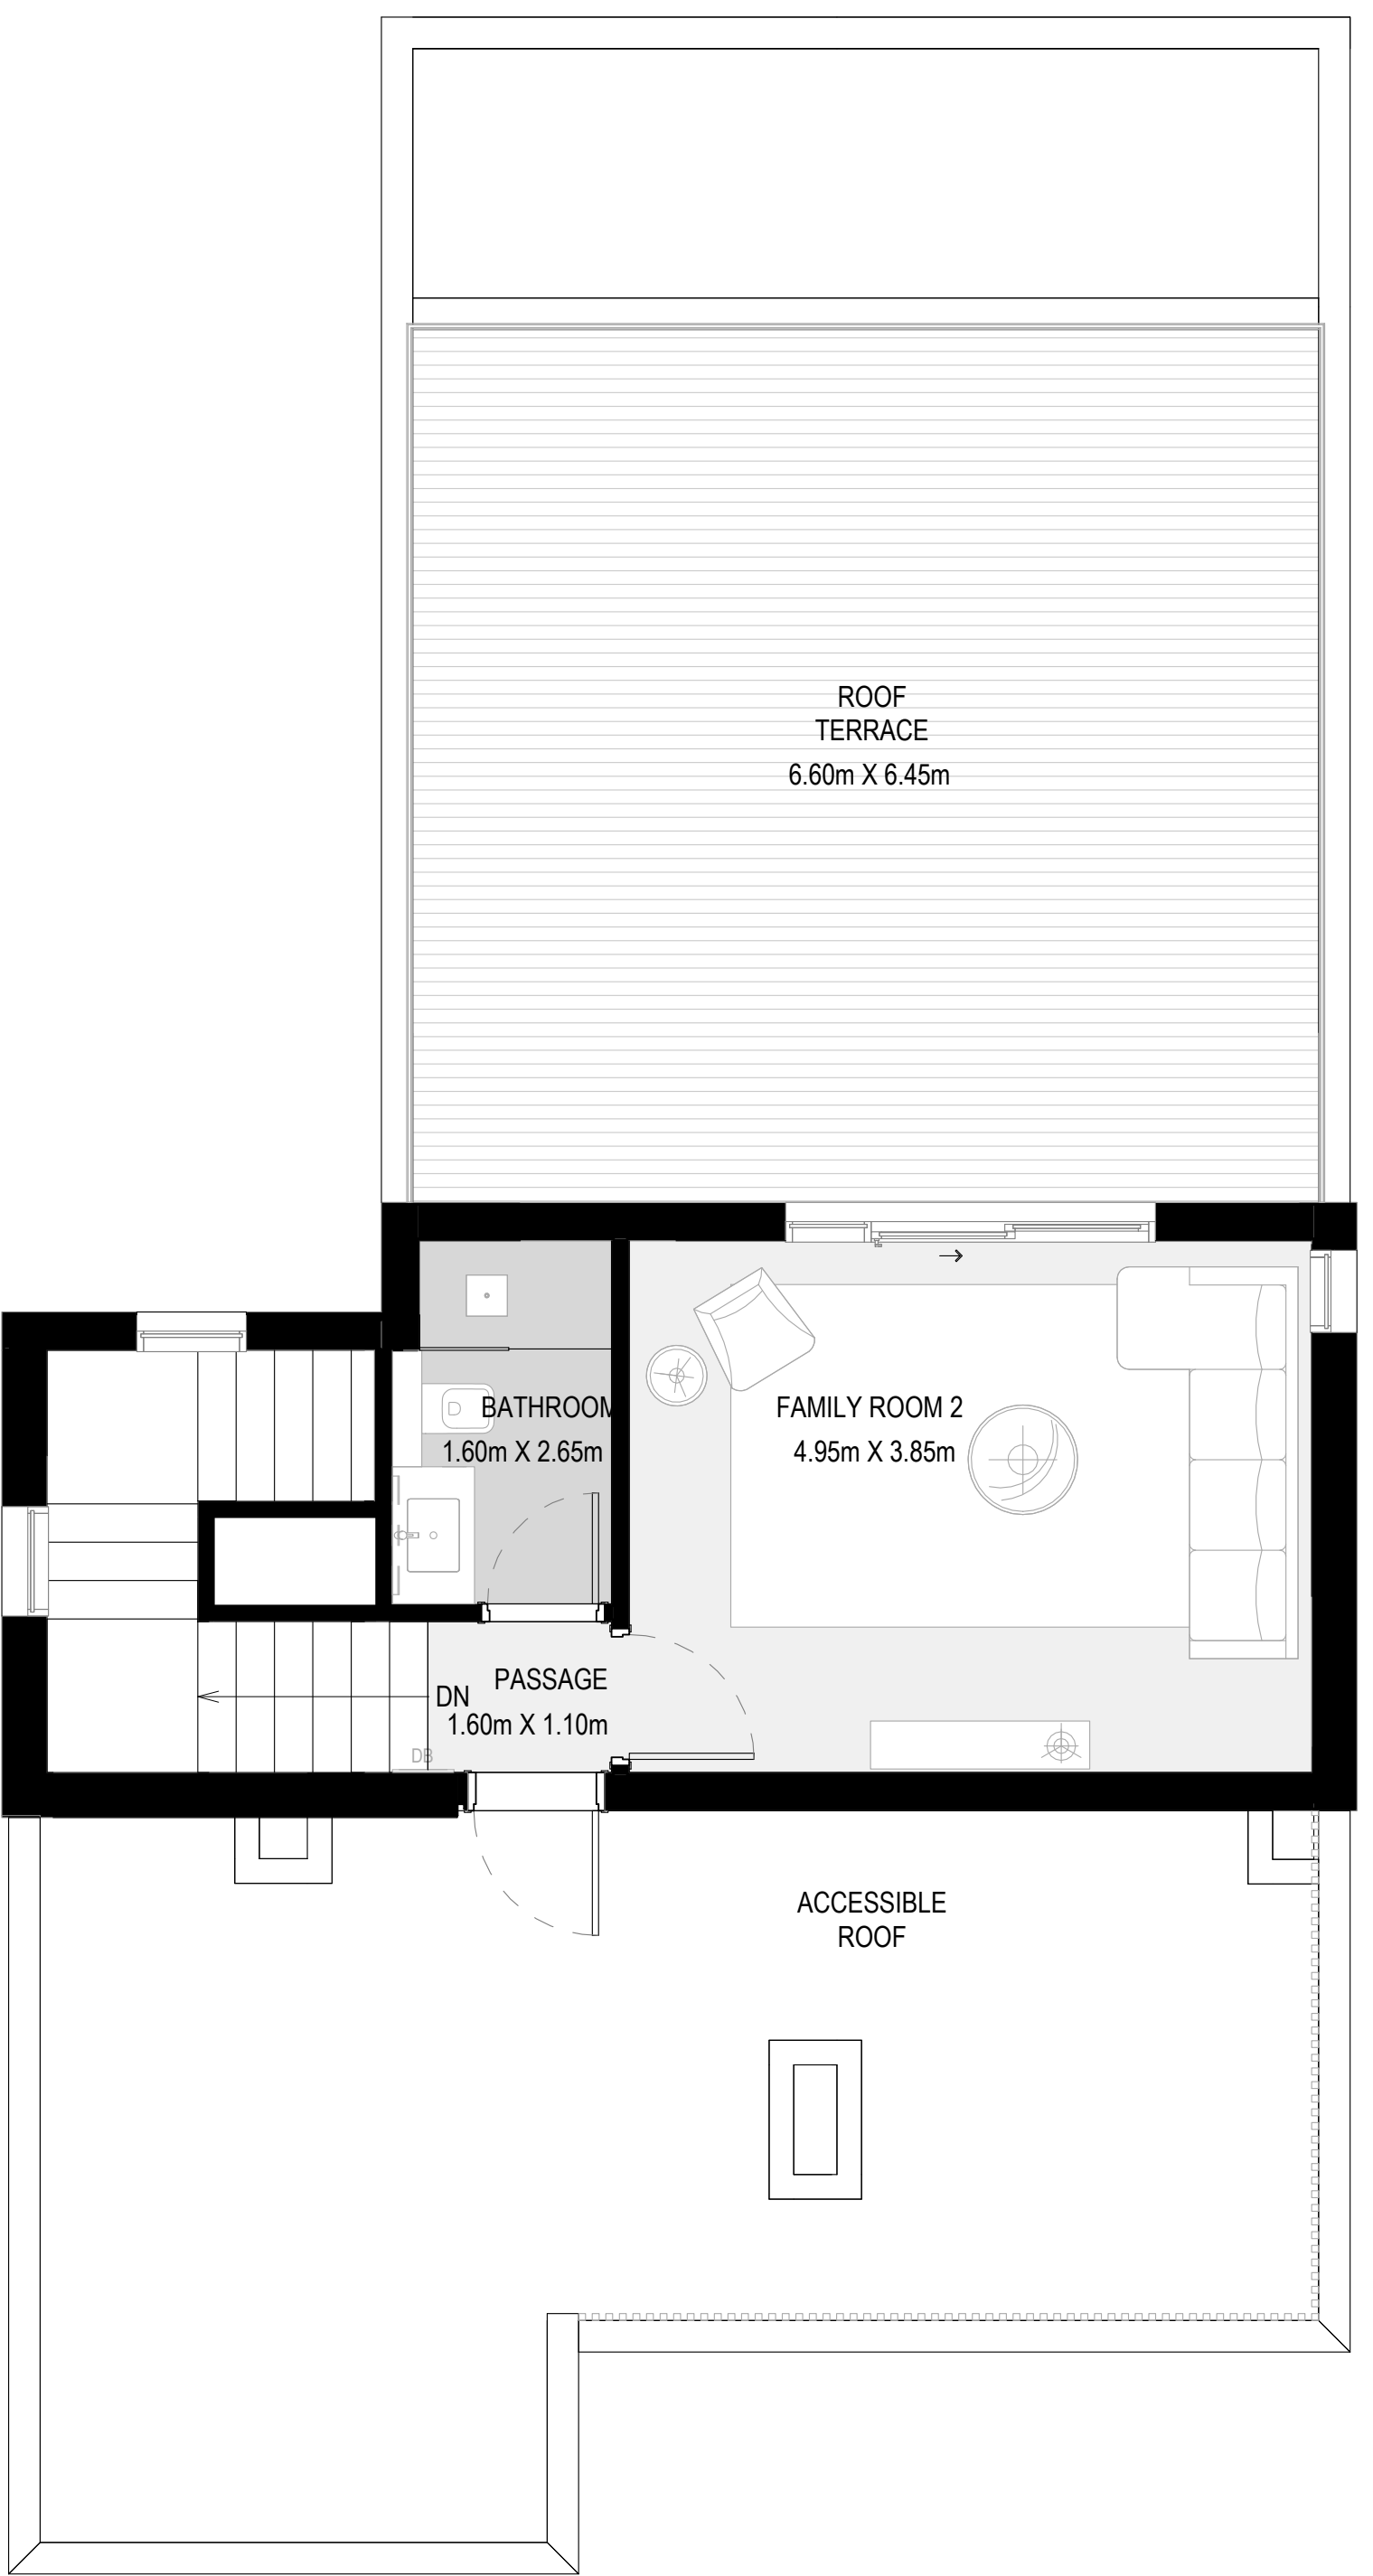 ROOF
TERRACE
6.60m X 6.45m
BATHROOM
1.60m X 2.65m
FAMILY ROOM 2
4.95m X 3.85m
PASSAGE
DN
1.60m X 1.10m
DB
ACCESSIBLE
ROOF